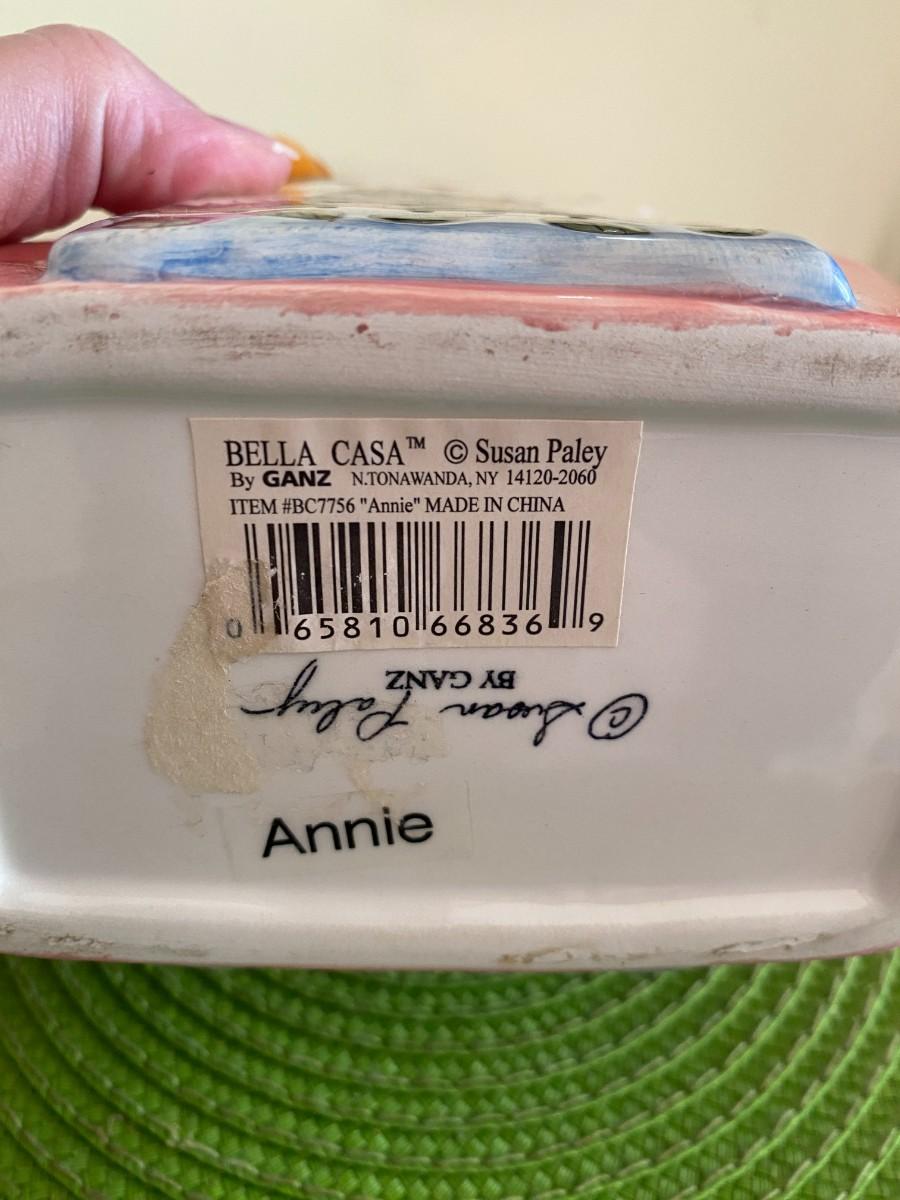 BELLA CASA™ © Susan Paley
By GANZ N.TONAWANDA, NY 14120-2060
ITEM #BC7756 "Annie" MADE IN CHINA
0 65810 66836 9
© Susan Paley
BY GANZ
Annie